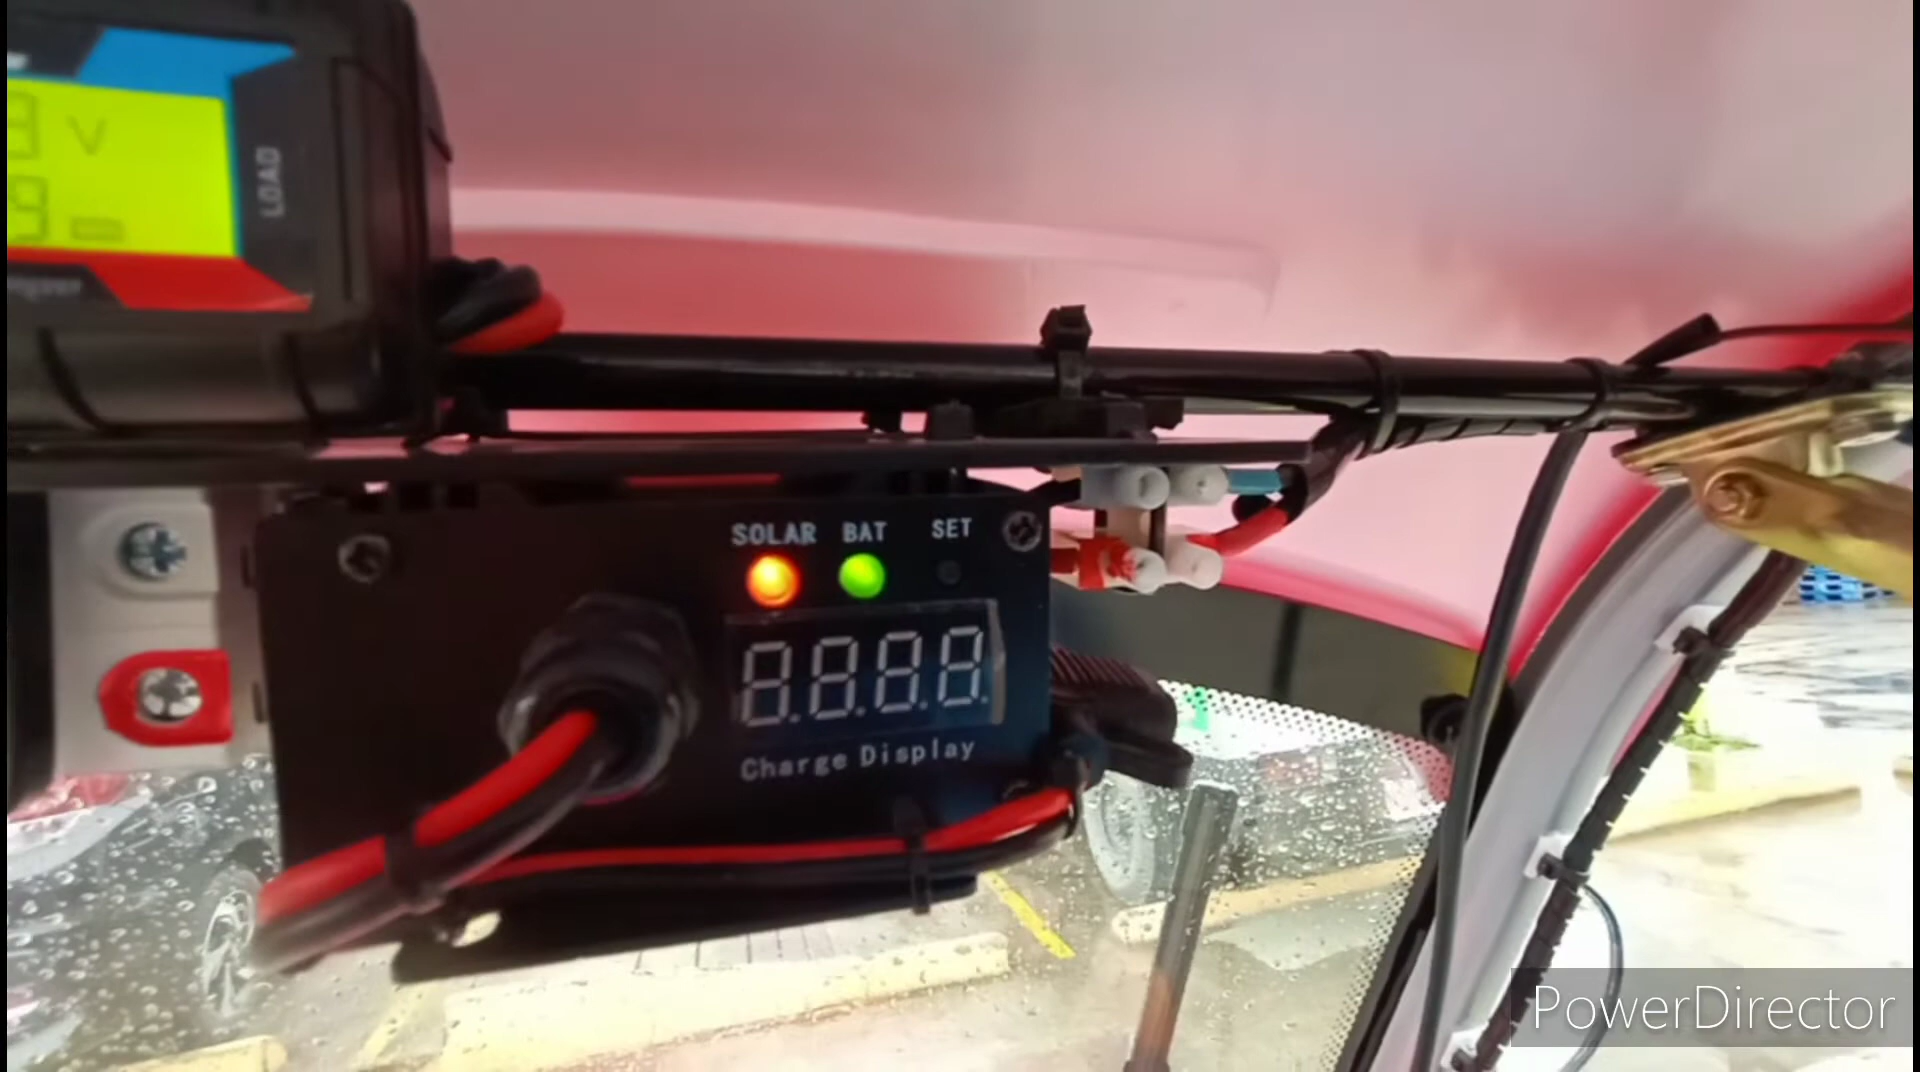 V
LOAD
SOLAR BAT SET
8.8.8.8.
Charge Display
PowerDirector